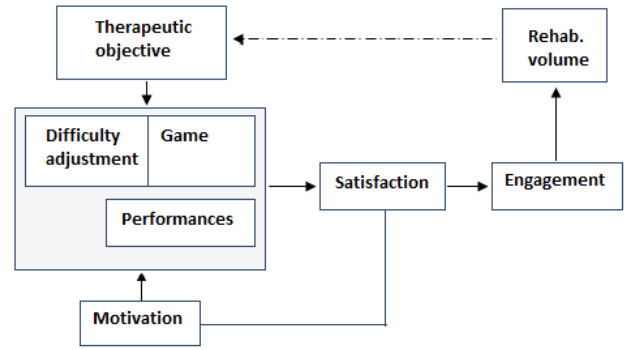 Therapeutic
objective
Rehab.
volume
Difficulty
adjustment
Game
Performances
Satisfaction
Engagement
Motivation